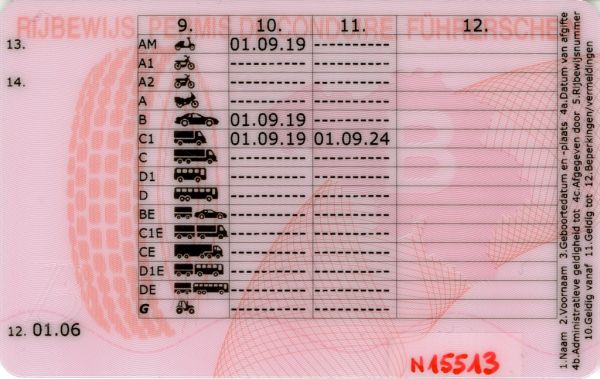 RIJBEWIJS PERMIS DE CONDUIRE FÜHRERSCHEIN
9. 10. 11. 12.
13.
AM 01.09.19 ---------
A1 --------- ---------
14.
A2 --------- ---------
A --------- ---------
B 01.09.19 ---------
C1 01.09.19 01.09.24
C --------- ---------
D1 --------- ---------
D --------- ---------
BE --------- ---------
C1E --------- ---------
CE --------- ---------
D1E --------- ---------
DE --------- ---------
G --------- ---------
12. 01.06
N15513
1.Naam 2.Voornaam 3.Geboortedatum en -plaats 4a.Datum van afgifte
4b.Administratieve geldigheid tot 4c.Afgegeven door 5.Rijbewijsnummer
10.Geldig vanaf 11.Geldig tot 12.Beperkingen/vermeldingen